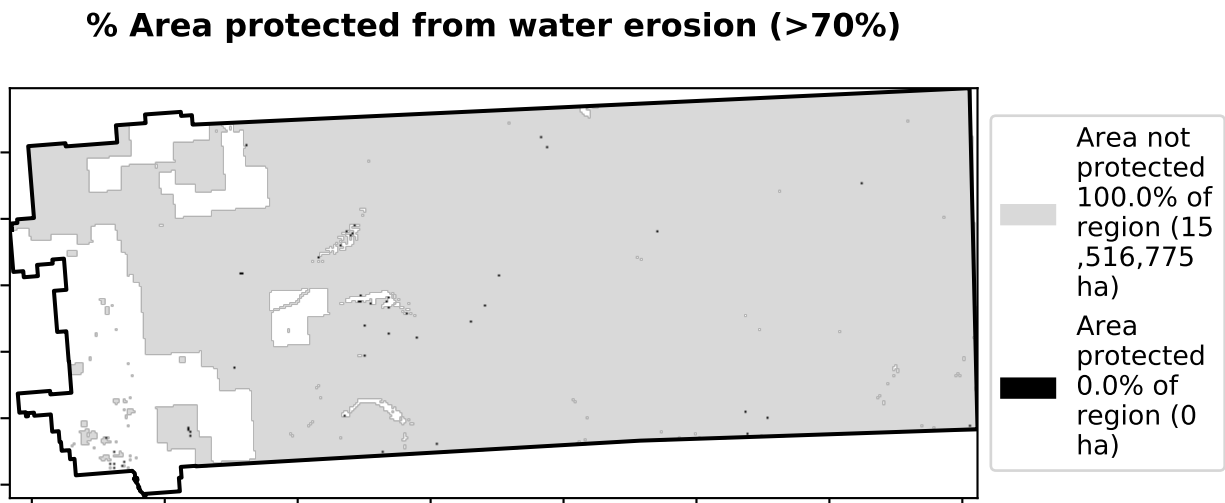 % Area protected from water erosion (>70%)
Area not
protected
100.0% of
region (15
,516,775
ha)
Area
protected
0.0% of
region (0
ha)